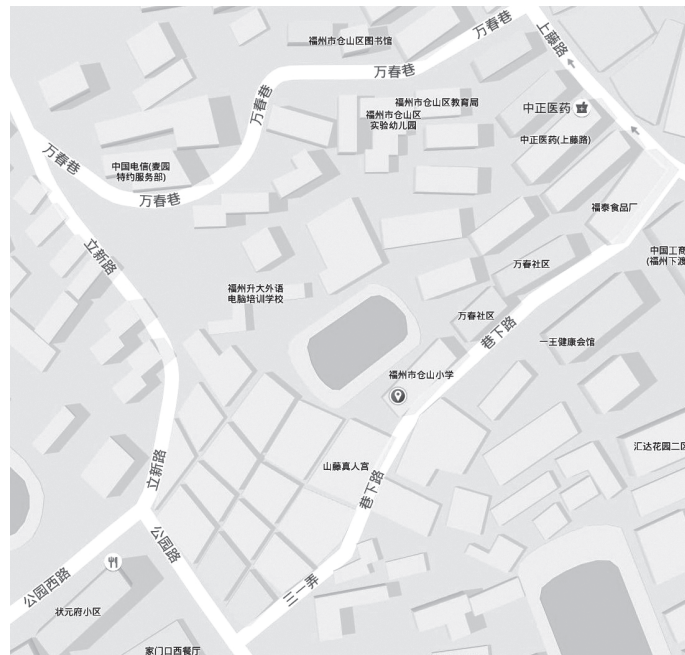 万春巷
上藤路
福州市仓山区图书馆
万春巷
万春巷
福州市仓山区教育局
中正医药
福州市仓山区
实验幼儿园
中正医药(上藤路)
万春巷
中国电信(麦园
特约服务部)
万春巷
福泰食品厂
立新路
中国工商
(福州下渡
万春社区
福州升大外语
电脑培训学校
万春社区
巷下路
一王健康会馆
福州市仓山小学
汇达花园二区
立新路
山藤真人宫
巷下路
公园路
公园西路
三一弄
状元府小区
家门口西餐厅